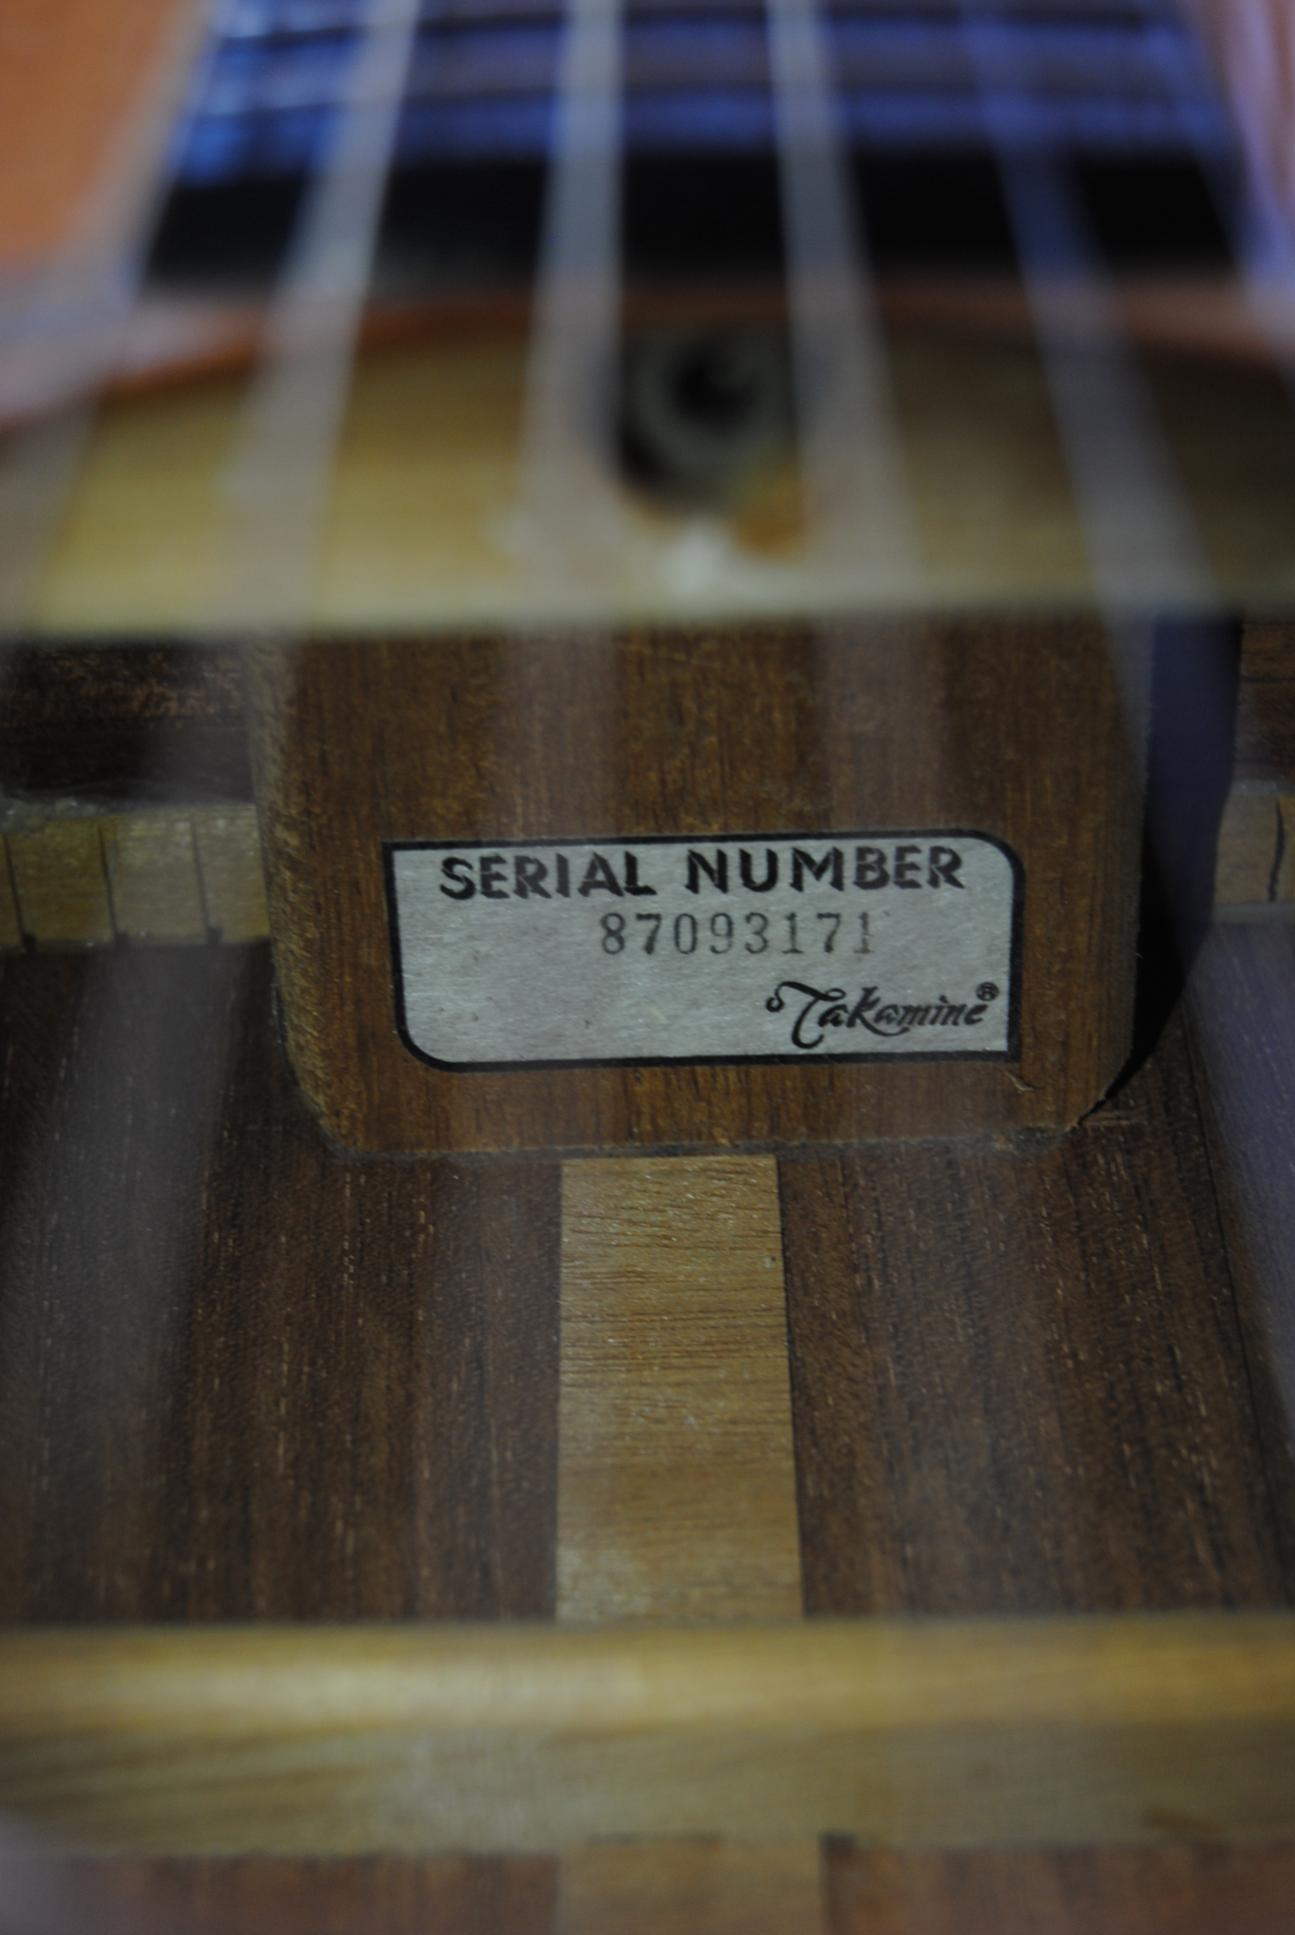 SERIAL NUMBER
87093171
Takamine®